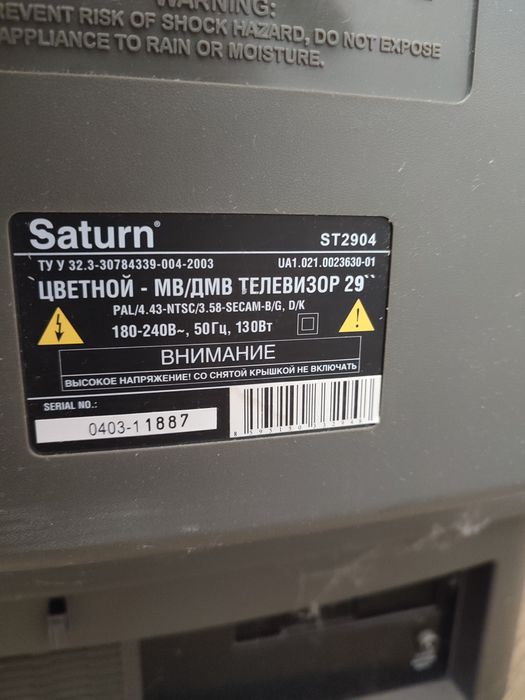 WARNING:
REVENT RISK OF SHOCK HAZARD, DO NOT EXPOSE
APPLIANCE TO RAIN OR MOISTURE.
Saturn® ST2904
ТУ У 32.3-30784339-004-2003 UA1.021.0023630-01
ЦВЕТНОЙ - МВ/ДМВ ТЕЛЕВИЗОР 29``
PAL/4.43-NTSC/3.58-SECAM-B/G, D/K
180-240В~, 50Гц, 130Вт
ВНИМАНИЕ
ВЫСОКОЕ НАПРЯЖЕНИЕ! СО СНЯТОЙ КРЫШКОЙ НЕ ВКЛЮЧАТЬ
SERIAL NO.:
0403-11887